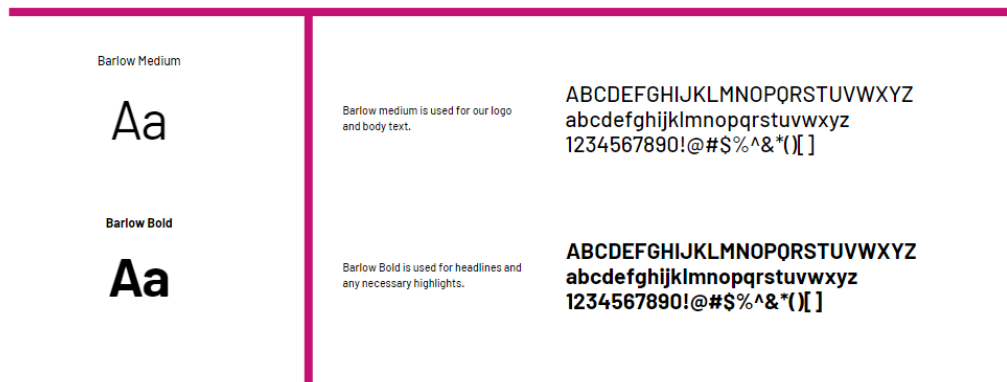 Barlow Medium
Aa
Barlow medium is used for our logo
and body text.
ABCDEFGHIJKLMNOPQRSTUVWXYZ
abcdefghijklmnopqrstuvwxyz
1234567890!@#$%^&*()[ ]
Barlow Bold
Aa
Barlow Bold is used for headlines and
any necessary highlights.
ABCDEFGHIJKLMNOPQRSTUVWXYZ
abcdefghijklmnopqrstuvwxyz
1234567890!@#$%^&*()[ ]